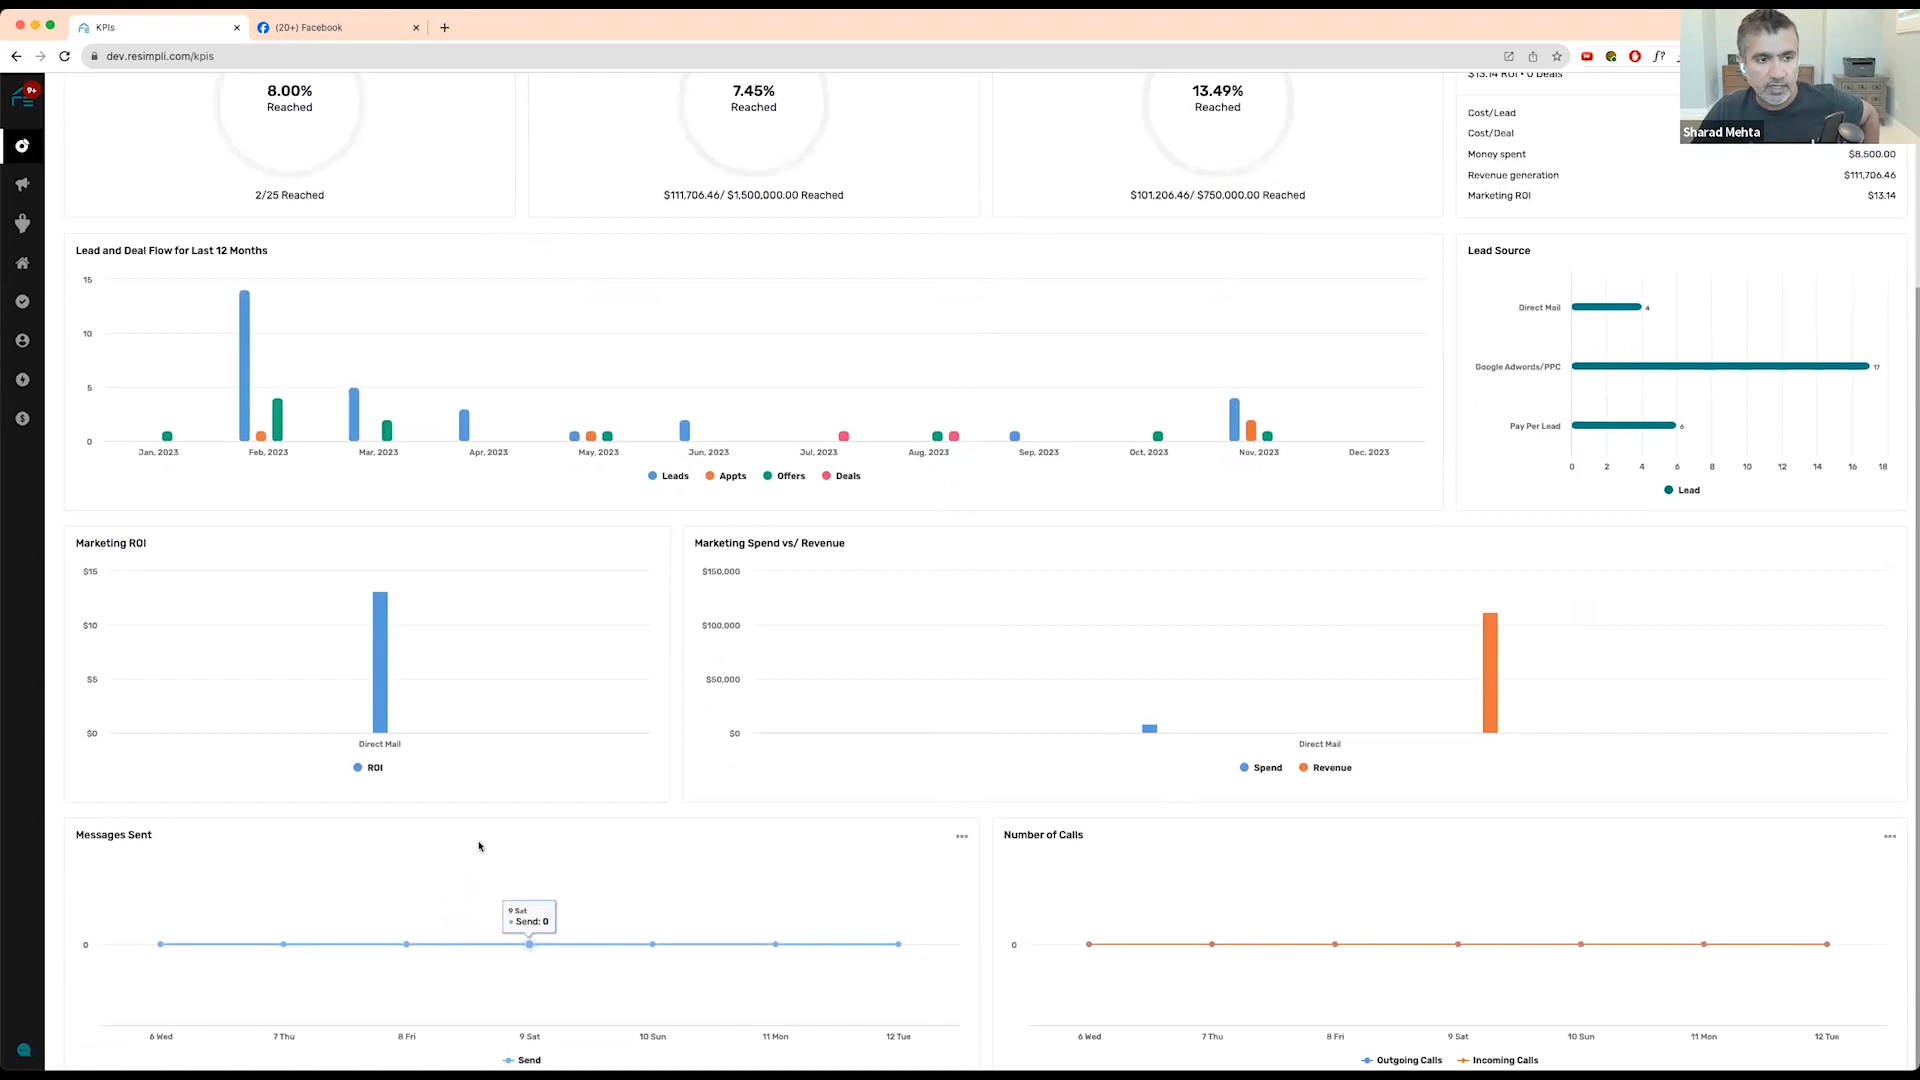 KPIs
(20+) Facebook
dev.resimpli.com/kpis
f?
9+
Sharad Mehta
8.00%
Reached
2/25 Reached
7.45%
Reached
$111,706.46/ $1,500,000.00 Reached
13.49%
Reached
$101,206.46/ $750,000.00 Reached
$13.14 ROI • 0 Deals
Cost/Lead
Cost/Deal
Money spent $8,500.00
Revenue generation $111,706.46
Marketing ROI $13.14
Lead and Deal Flow for Last 12 Months
15
10
5
0
Jan, 2023 Feb, 2023 Mar, 2023 Apr, 2023 May, 2023 Jun, 2023 Jul, 2023 Aug, 2023 Sep, 2023 Oct, 2023 Nov, 2023 Dec, 2023
Leads Appts Offers Deals
Lead Source
Direct Mail 4
Google Adwords/PPC 17
Pay Per Lead 6
0 2 4 6 8 10 12 14 16 18
Lead
Marketing ROI
$15
$10
$5
$0
Direct Mail
ROI
Marketing Spend vs/ Revenue
$150,000
$100,000
$50,000
$0
Direct Mail
Spend Revenue
Messages Sent
9 Sat
Send: 0
0
6 Wed 7 Thu 8 Fri 9 Sat 10 Sun 11 Mon 12 Tue
Send
Number of Calls
0
6 Wed 7 Thu 8 Fri 9 Sat 10 Sun 11 Mon 12 Tue
Outgoing Calls Incoming Calls